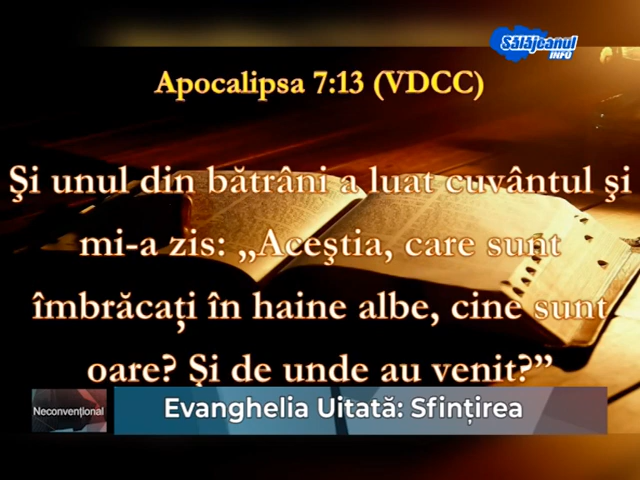 Sălăjeanul
INFO
Apocalipsa 7:13 (VDCC)
Şi unul din bătrâni a luat cuvântul şi
mi-a zis: „Aceştia, care sunt
îmbrăcaţi în haine albe, cine sunt
oare? Şi de unde au venit?”
Neconvențional
Evanghelia Uitată: Sfințirea